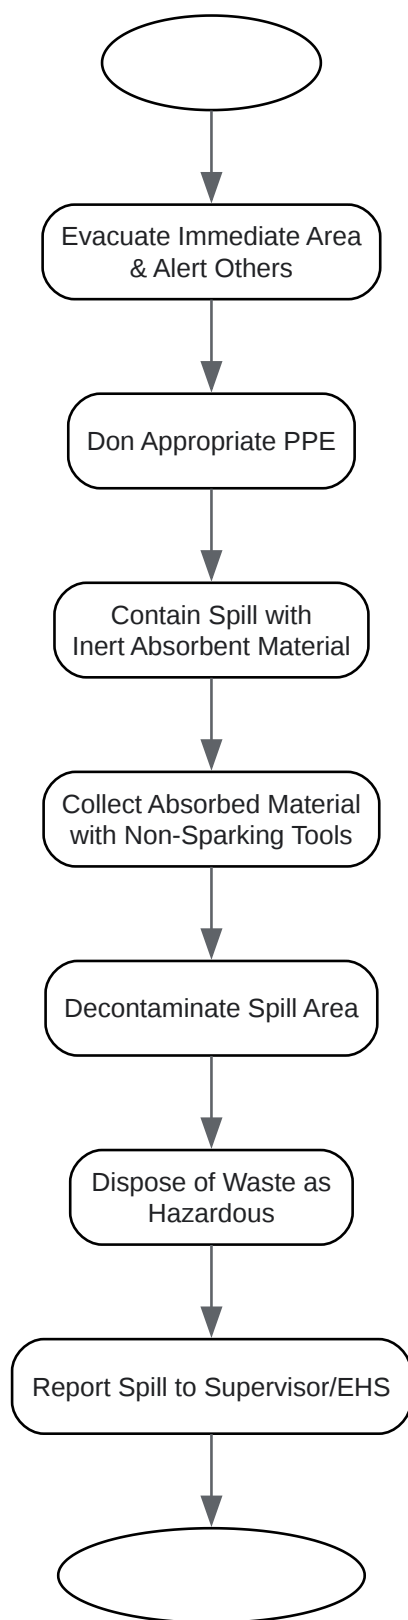 Evacuate Immediate Area
& Alert Others
Don Appropriate PPE
Contain Spill with
Inert Absorbent Material
Collect Absorbed Material
with Non-Sparking Tools
Decontaminate Spill Area
Dispose of Waste as
Hazardous
Report Spill to Supervisor/EHS